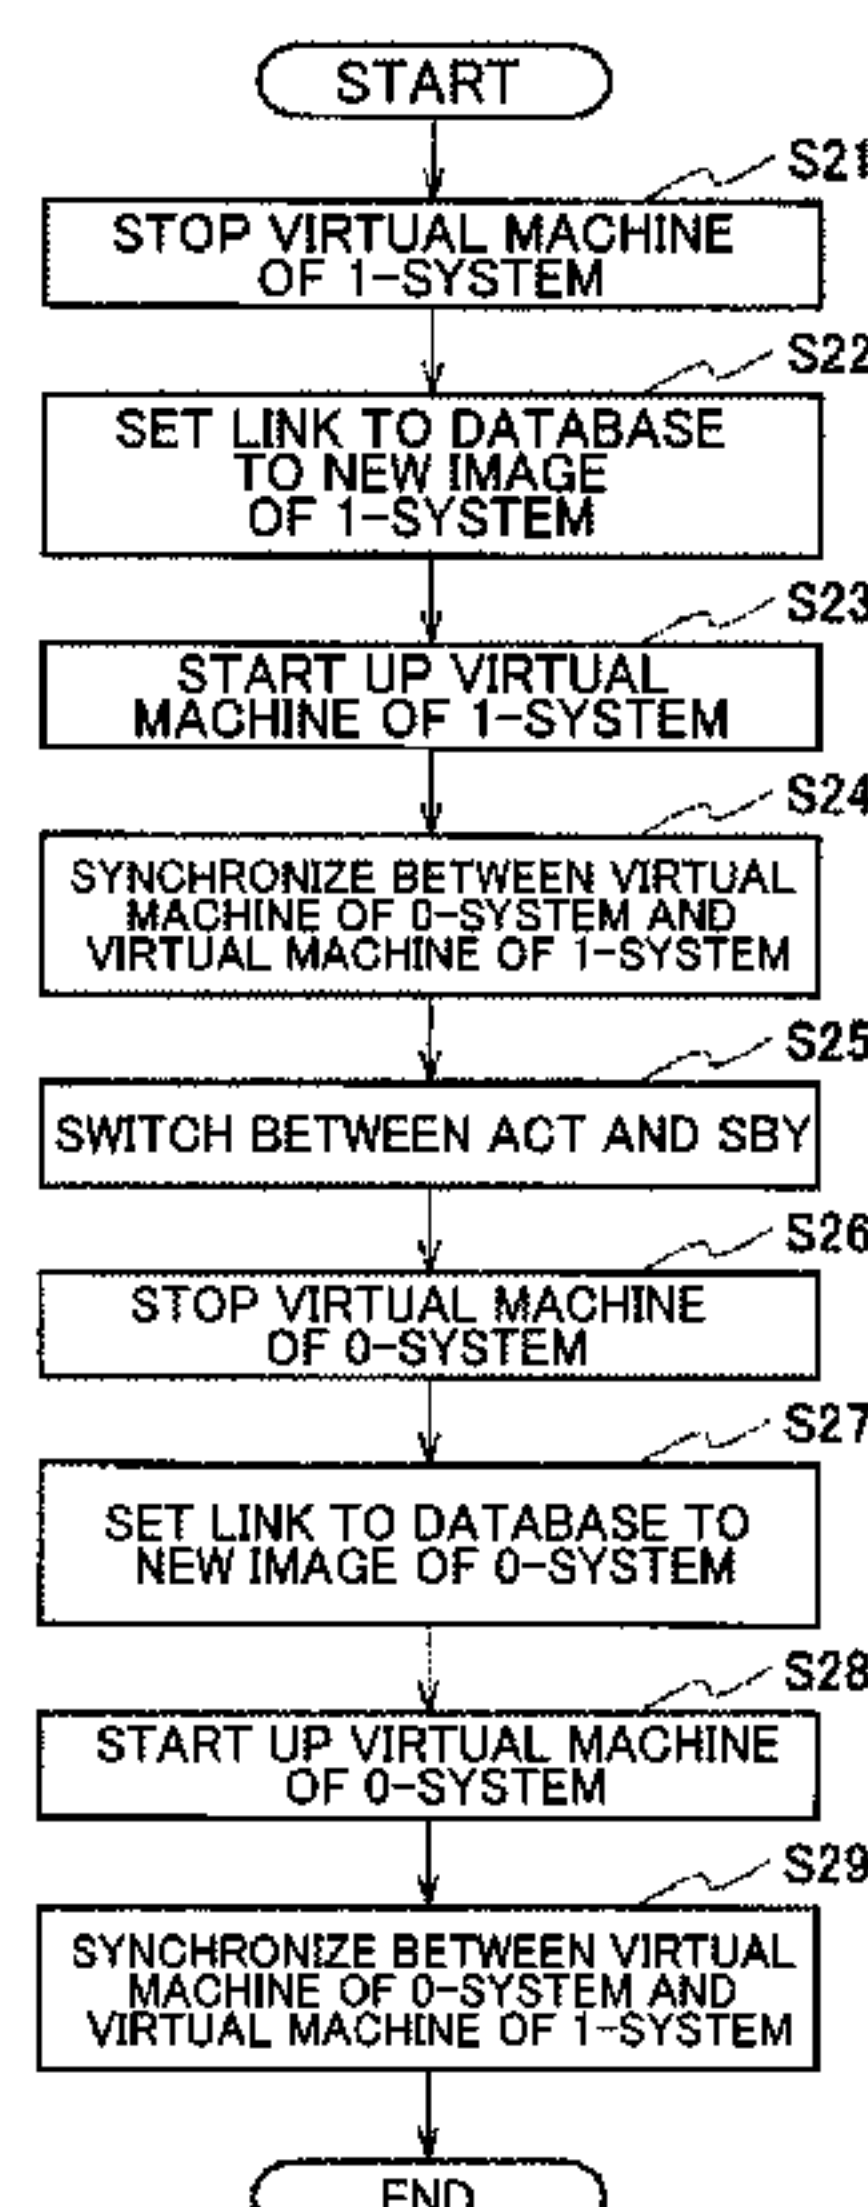 START
S21
STOP VIRTUAL MACHINE
OF 1-SYSTEM
S22
SET LINK TO DATABASE
TO NEW IMAGE
OF 1-SYSTEM
S23
START UP VIRTUAL
MACHINE OF 1-SYSTEM
S24
SYNCHRONIZE BETWEEN VIRTUAL
MACHINE OF 0-SYSTEM AND
VIRTUAL MACHINE OF 1-SYSTEM
S25
SWITCH BETWEEN ACT AND SBY
S26
STOP VIRTUAL MACHINE
OF 0-SYSTEM
S27
SET LINK TO DATABASE TO
NEW IMAGE OF 0-SYSTEM
S28
START UP VIRTUAL MACHINE
OF 0-SYSTEM
S29
SYNCHRONIZE BETWEEN VIRTUAL
MACHINE OF 0-SYSTEM AND
VIRTUAL MACHINE OF 1-SYSTEM
END